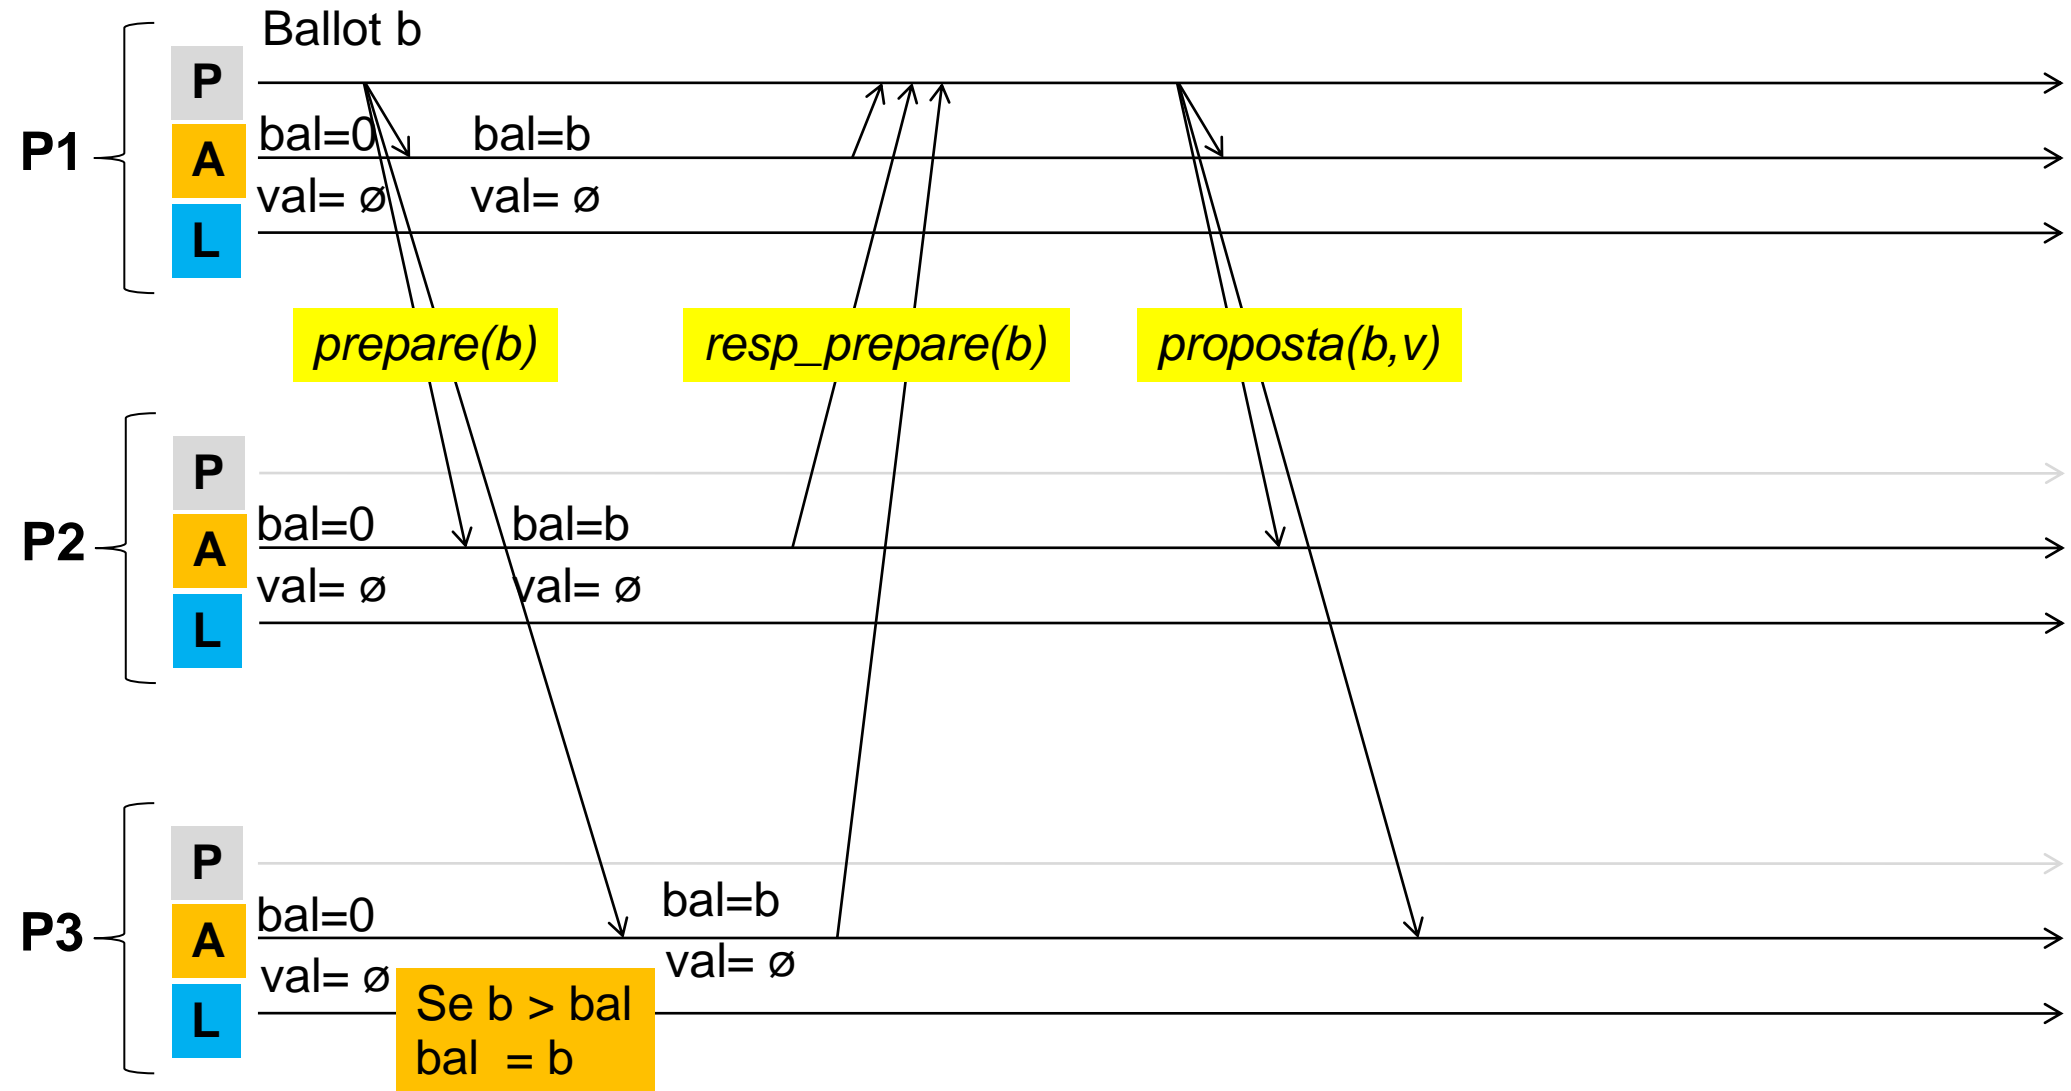 Ballot b
P
bal=0 bal=b
P1
A
val= ø val= ø
L
prepare(b) resp_prepare(b) proposta(b,v)
P
bal=0 bal=b
P2
A
val= ø val= ø
L
P
bal=0 bal=b
P3
A
val= ø val= ø
L
Se b > bal
bal = b